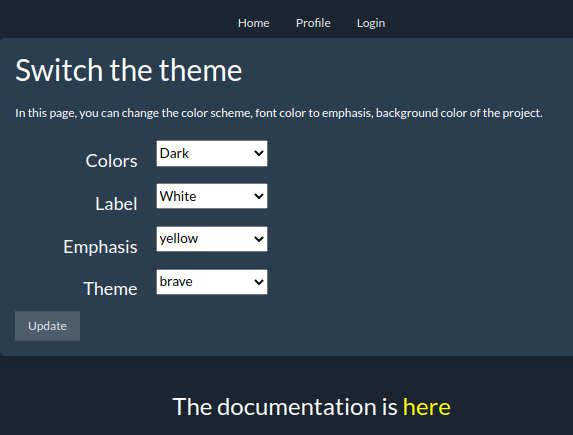 Home Profile Login
Switch the theme
In this page, you can change the color scheme, font color to emphasis, background color of the project.
Colors Dark
Label White
Emphasis yellow
Theme brave
Update
The documentation is here